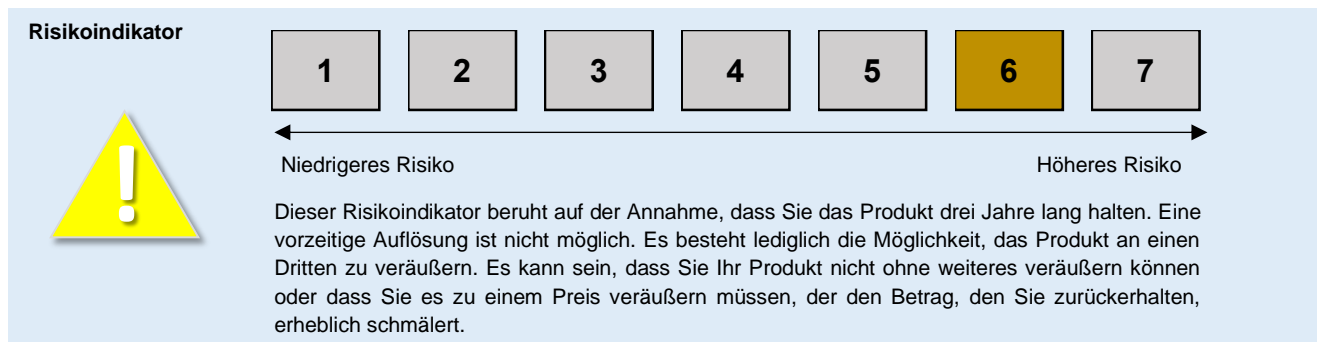 Risikoindikator
1 2 3 4 5 6 7
!
Niedrigeres Risiko Höheres Risiko
Dieser Risikoindikator beruht auf der Annahme, dass Sie das Produkt drei Jahre lang halten. Eine
vorzeitige Auflösung ist nicht möglich. Es besteht lediglich die Möglichkeit, das Produkt an einen
Dritten zu veräußern. Es kann sein, dass Sie Ihr Produkt nicht ohne weiteres veräußern können
oder dass Sie es zu einem Preis veräußern müssen, der den Betrag, den Sie zurückerhalten,
erheblich schmälert.